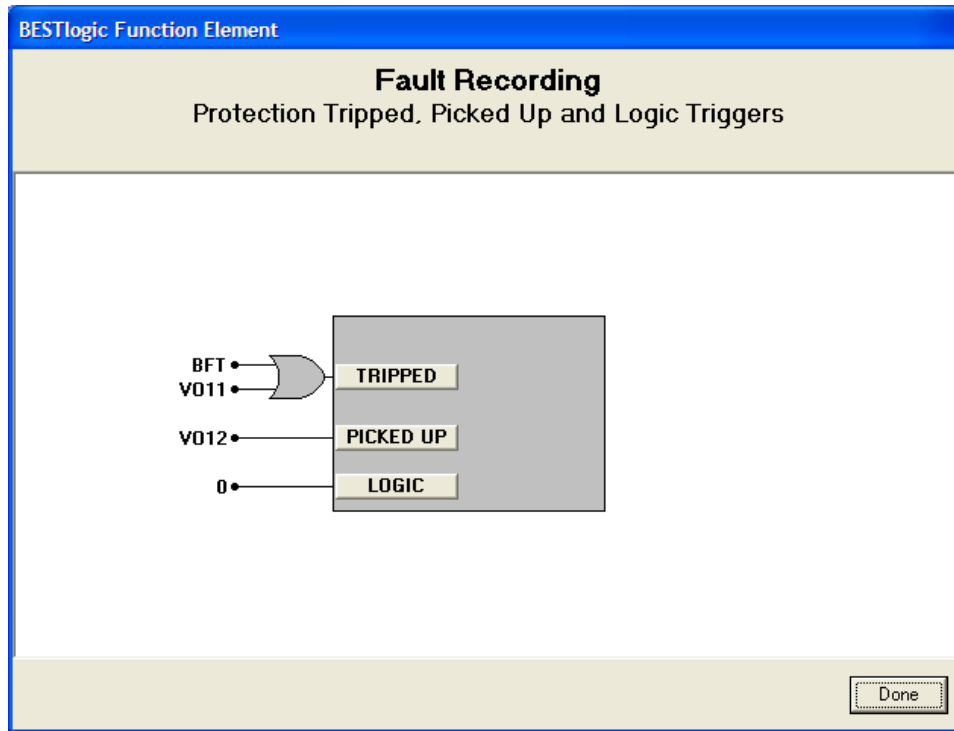 BESTlogic Function Element
Fault Recording
Protection Tripped, Picked Up and Logic Triggers
BFT
VO11
TRIPPED
VO12
PICKED UP
0
LOGIC
Done